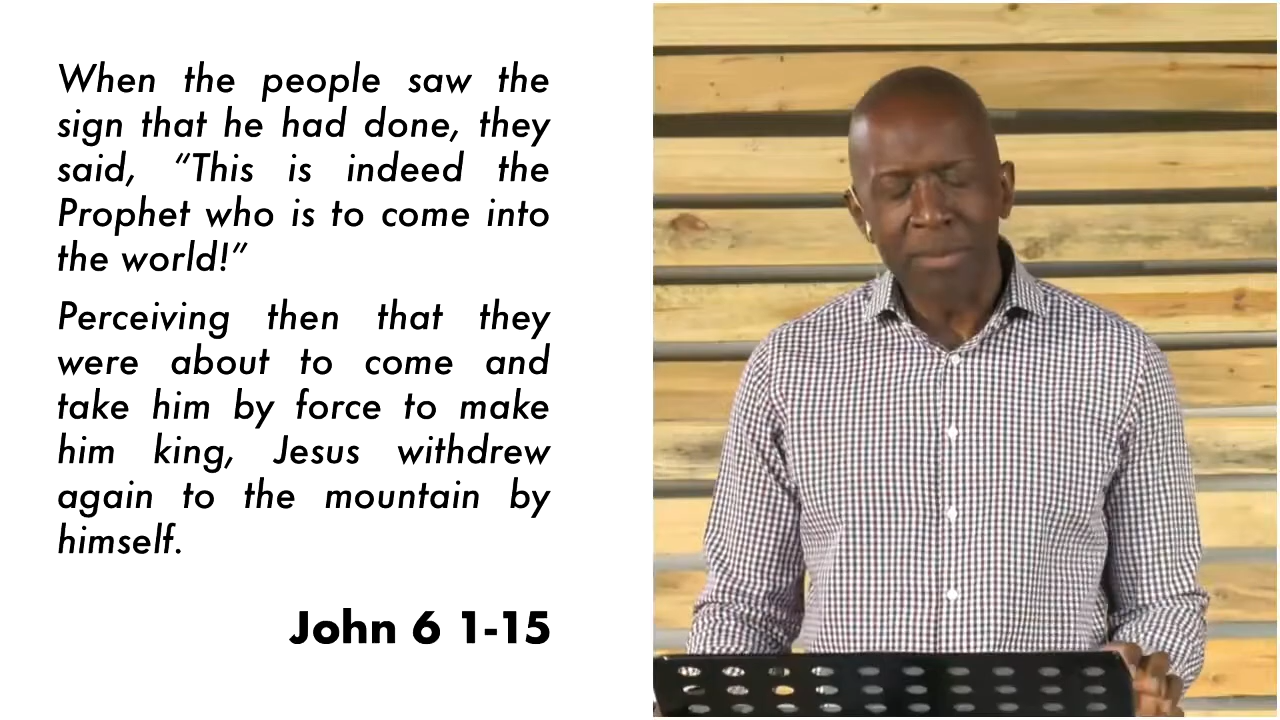 When the people saw the
sign that he had done, they
said, “This is indeed the
Prophet who is to come into
the world!”
Perceiving then that they
were about to come and
take him by force to make
him king, Jesus withdrew
again to the mountain by
himself.
John 6 1-15